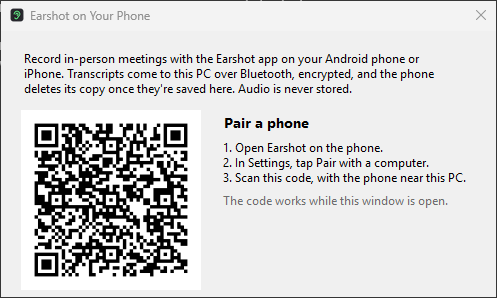 Earshot on Your Phone
Record in-person meetings with the Earshot app on your Android phone or
iPhone. Transcripts come to this PC over Bluetooth, encrypted, and the phone
deletes its copy once they're saved here. Audio is never stored.
Pair a phone
1. Open Earshot on the phone.
2. In Settings, tap Pair with a computer.
3. Scan this code, with the phone near this PC.
The code works while this window is open.